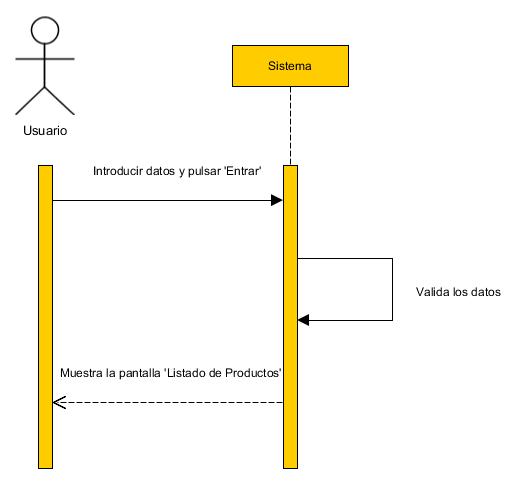 Sistema
Usuario
Introducir datos y pulsar 'Entrar'
Valida los datos
Muestra la pantalla 'Listado de Productos'